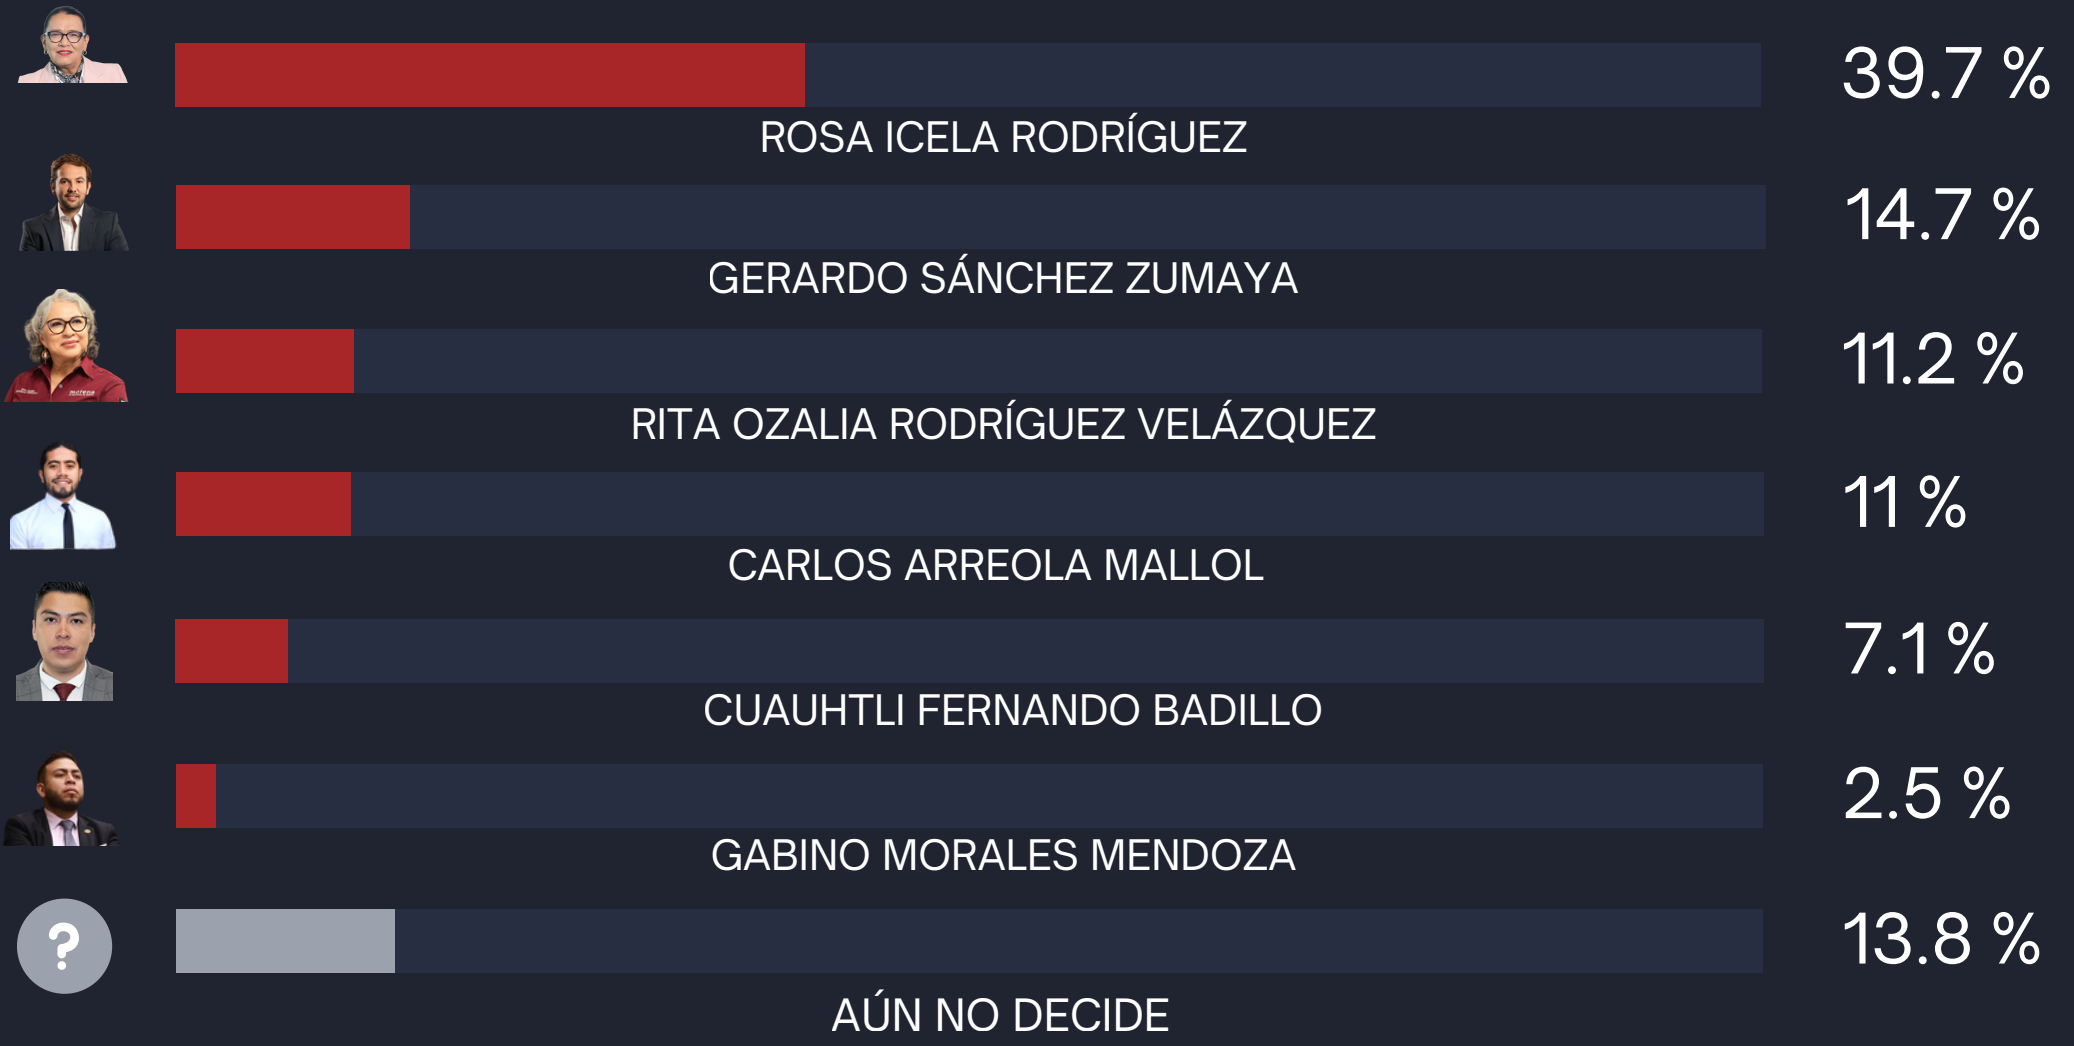 39.7 %
ROSA ICELA RODRÍGUEZ
14.7 %
GERARDO SÁNCHEZ ZUMAYA
11.2 %
morena
RITA OZALIA RODRÍGUEZ VELÁZQUEZ
11 %
CARLOS ARREOLA MALLOL
7.1 %
CUAUHTLI FERNANDO BADILLO
2.5 %
GABINO MORALES MENDOZA
?
13.8 %
AÚN NO DECIDE